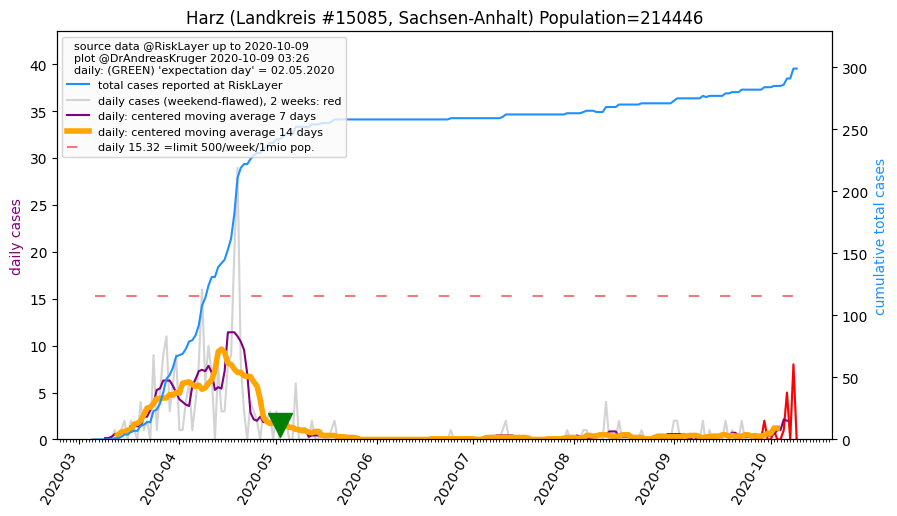 Harz (Landkreis #15085, Sachsen-Anhalt) Population=214446
source data @RiskLayer up to 2020-10-09
plot @DrAndreasKruger 2020-10-09 03:26
daily: (GREEN) 'expectation day' = 02.05.2020
total cases reported at RiskLayer
daily cases (weekend-flawed), 2 weeks: red
daily: centered moving average 7 days
daily: centered moving average 14 days
daily 15.32 =limit 500/week/1mio pop.
daily cases
40
35
30
25
20
15
10
5
0
cumulative total cases
300
250
200
150
100
50
0
2020-03
2020-04
2020-05
2020-06
2020-07
2020-08
2020-09
2020-10